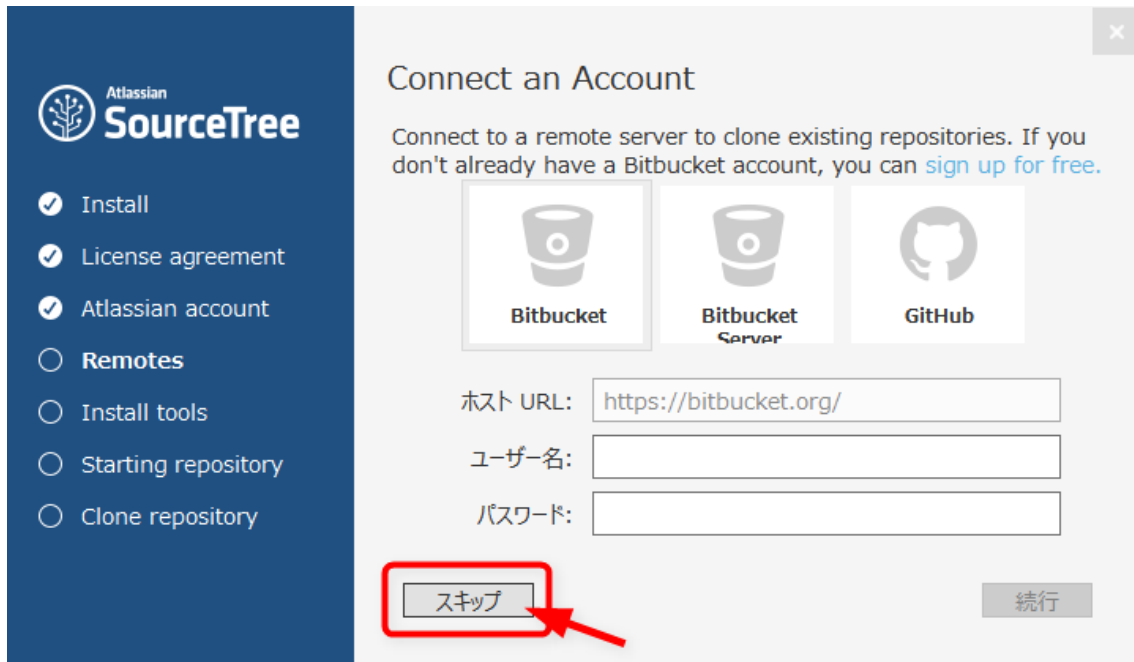 Atlassian
SourceTree
Install
License agreement
Atlassian account
Remotes
Install tools
Starting repository
Clone repository
Connect an Account
Connect to a remote server to clone existing repositories. If you
don't already have a Bitbucket account, you can sign up for free.
Bitbucket
Bitbucket
Server
GitHub
ホスト URL: https://bitbucket.org/
ユーザー名:
パスワード:
スキップ
続行